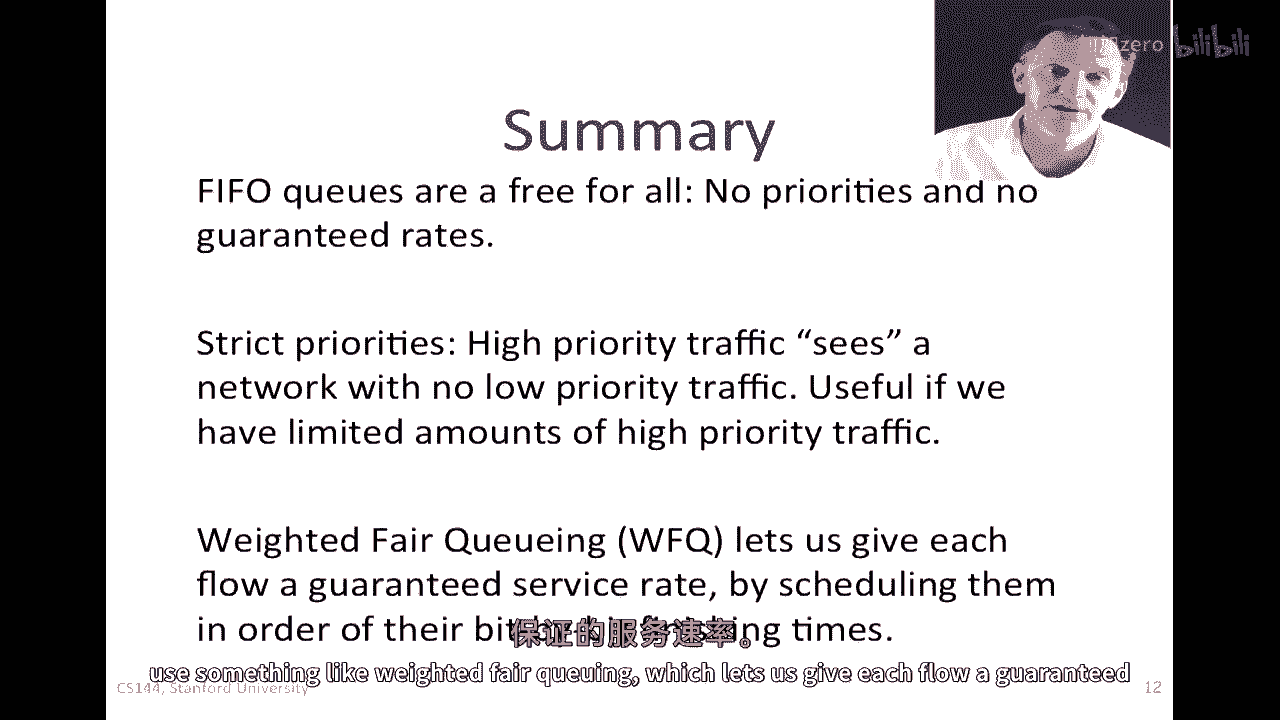 zero bilibili
Summary
FIFO queues are a free for all: No priorities and no
guaranteed rates.
Strict priorities: High priority traffic “sees” a
network with no low priority traffic. Useful if we
have limited amounts of high priority traffic.
Weighted Fair Queueing (WFQ) lets us give each
flow a guaranteed service rate, by scheduling them
in order of their times.
保证的服务速率。
use something like weighted fair queuing, which lets us give each flow a guaranteed
CS144, Stanford University
12